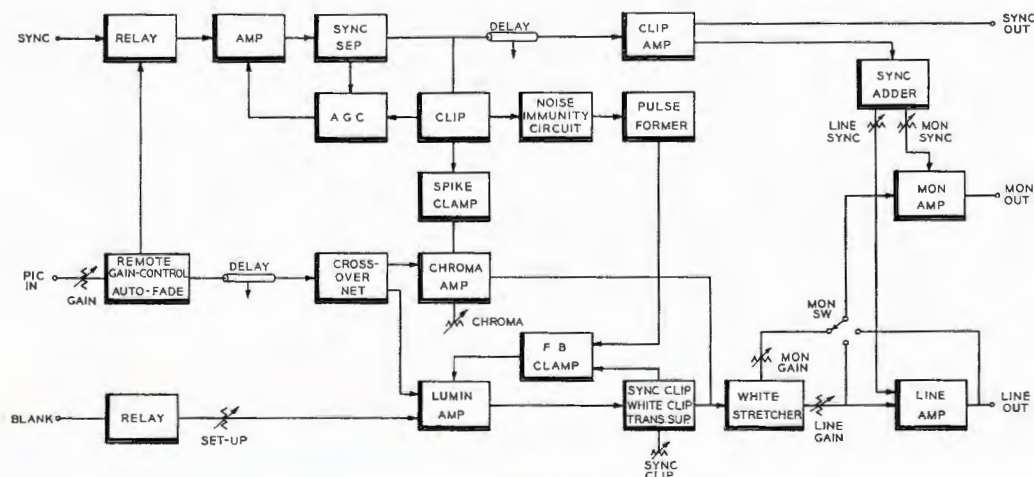 SYNC
RELAY
AMP
SYNC
SEP
DELAY
CLIP
AMP
SYNC
OUT
SYNC
ADDER
AGC
CLIP
NOISE
IMMUNITY
CIRCUIT
PULSE
FORMER
LINE
SYNC
MON
SYNC
SPIKE
CLAMP
MON
AMP
MON
OUT
PIC
IN
GAIN
REMOTE
GAIN-CONTROL
AUTO-FADE
DELAY
CROSS-
OVER
NET
CHROMA
AMP
CHROMA
MON
SW
F B
CLAMP
MON
GAIN
BLANK
RELAY
SET-UP
LUMIN
AMP
SYNC CLIP
WHITE CLIP
TRANS.SUP.
SYNC
CLIP
WHITE
STRETCHER
LINE
GAIN
LINE
AMP
LINE
OUT